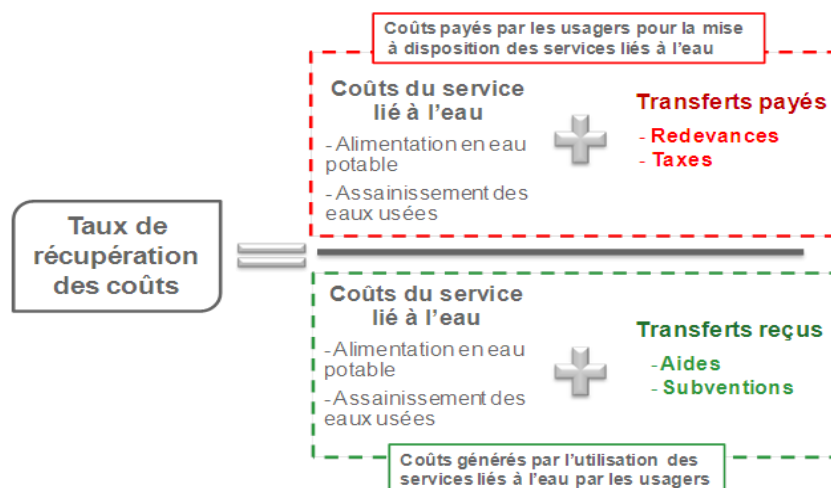 Coûts payés par les usagers pour la mise
à disposition des services liés à l'eau
Coûts du service
lié à l'eau
- Alimentation en eau
potable
- Assainissement des
eaux usées
Transferts payés
- Redevances
- Taxes
Taux de
récupération
des coûts
Coûts du service
lié à l'eau
- Alimentation en eau
potable
- Assainissement des
eaux usées
Transferts reçus
- Aides
- Subventions
Coûts générés par l'utilisation des
services liés à l'eau par les usagers